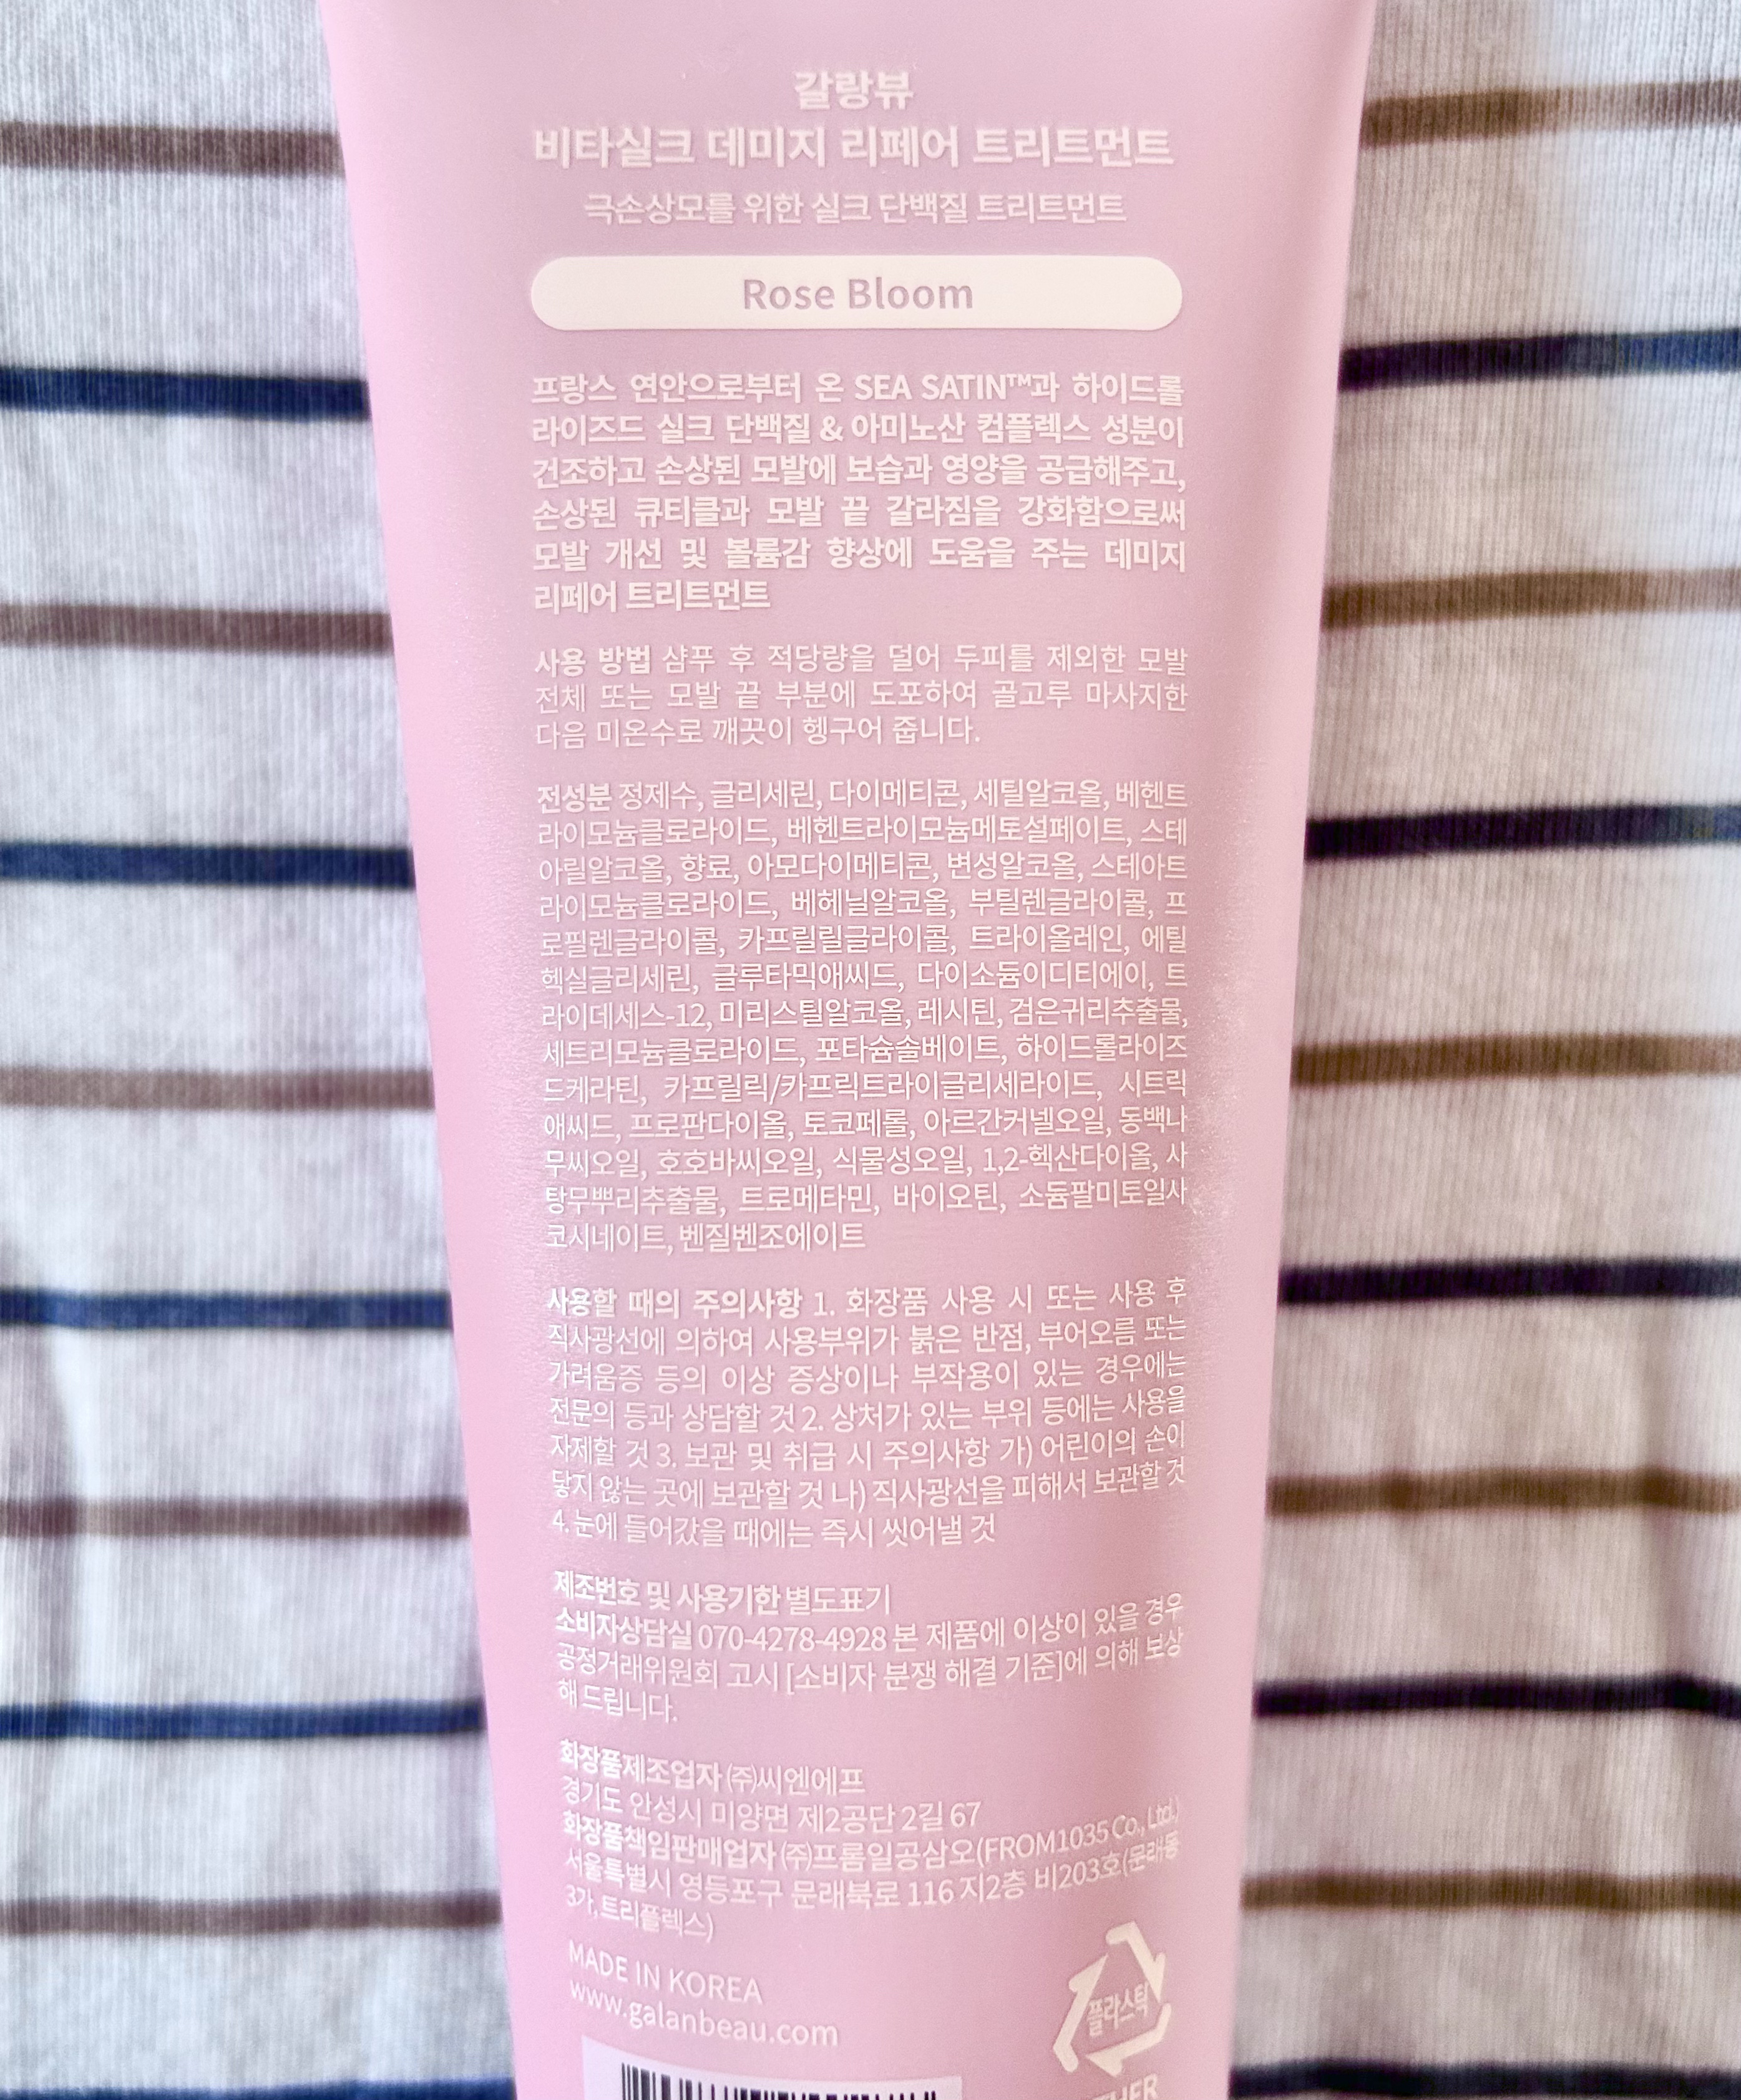 갈랑뷰
비타실크 데미지 리페어 트리트먼트
극손상모를 위한 실크 단백질 트리트먼트
Rose Bloom
프랑스 연안으로부터 온 SEA SATIN™과 하이드롤
라이즈드 실크 단백질 & 아미노산 컴플렉스 성분이
건조하고 손상된 모발에 보습과 영양을 공급해주고,
손상된 큐티클과 모발 끝 갈라짐을 강화함으로써
모발 개선 및 볼륨감 향상에 도움을 주는 데미지
리페어 트리트먼트
사용 방법 샴푸 후 적당량을 덜어 두피를 제외한 모발
전체 또는 모발 끝 부분에 도포하여 골고루 마사지한
다음 미온수로 깨끗이 헹구어 줍니다.
전성분 정제수, 글리세린, 다이메티콘, 세틸알코올, 베헨트
라이모늄클로라이드, 베헨트라이모늄메토설페이트, 스테
아릴알코올, 향료, 아모다이메티콘, 변성알코올, 스테아트
라이모늄클로라이드, 베헤닐알코올, 부틸렌글라이콜, 프
로필렌글라이콜, 카프릴릴글라이콜, 트라이올레인, 에틸
헥실글리세린, 글루타믹애씨드, 다이소듐이디티에이, 트
라이데세스-12, 미리스틸알코올, 레시틴, 검은귀리추출물,
세트리모늄클로라이드, 포타슘솔베이트, 하이드롤라이즈
드케라틴, 카프릴릭/카프릭트라이글리세라이드, 시트릭
애씨드, 프로판다이올, 토코페롤, 아르간커넬오일, 동백나
무씨오일, 호호바씨오일, 식물성오일, 1,2-헥산다이올, 사
탕무뿌리추출물, 트로메타민, 바이오틴, 소듐팔미토일사
코시네이트, 벤질벤조에이트
사용할 때의 주의사항 1. 화장품 사용 시 또는 사용 후
직사광선에 의하여 사용부위가 붉은 반점, 부어오름 또는
가려움증 등의 이상 증상이나 부작용이 있는 경우에는
전문의 등과 상담할 것 2. 상처가 있는 부위 등에는 사용을
자제할 것 3. 보관 및 취급 시 주의사항 가) 어린이의 손이
닿지 않는 곳에 보관할 것 나) 직사광선을 피해서 보관할 것
4. 눈에 들어갔을 때에는 즉시 씻어낼 것
제조번호 및 사용기한 별도표기
소비자상담실 070-4278-4928 본 제품에 이상이 있을 경우
공정거래위원회 고시 [소비자 분쟁 해결 기준]에 의해 보상
해 드립니다.
화장품제조업자 ㈜씨엔에프
경기도 안성시 미양면 제2공단 2길 67
화장품책임판매업자 ㈜프롬일공삼오(FROM1035 Co., Ltd.)
서울특별시 영등포구 문래북로 116 지2층 비203호(문래동
3가, 트리플렉스)
MADE IN KOREA
www.galanbeau.com
플라스틱